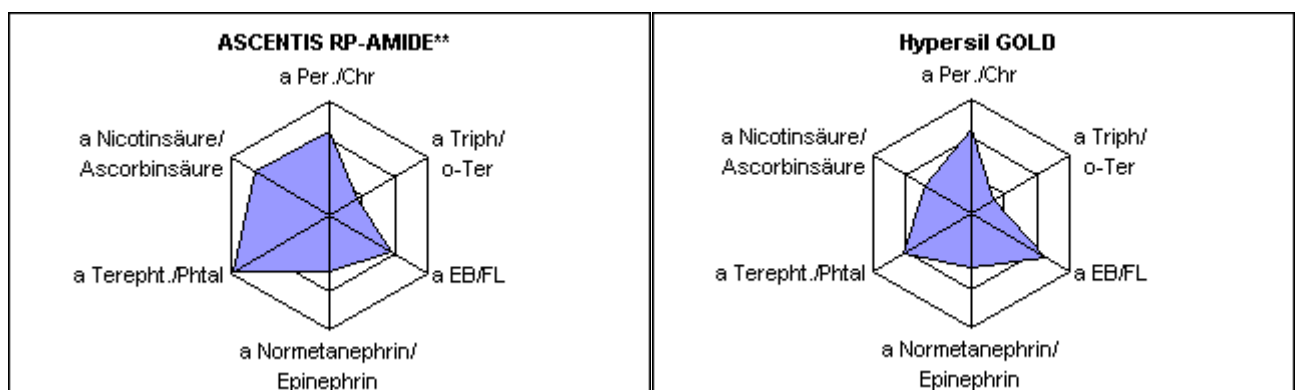 ASCENTIS RP-AMIDE**
a Per./Chr
a Nicotinsäure/
Ascorbinsäure
a Triph/
o-Ter
a Terepht./Phtal
a EB/FL
a Normetanephrin/
Epinephrin
Hypersil GOLD
a Per./Chr
a Nicotinsäure/
Ascorbinsäure
a Triph/
o-Ter
a Terepht./Phtal
a EB/FL
a Normetanephrin/
Epinephrin